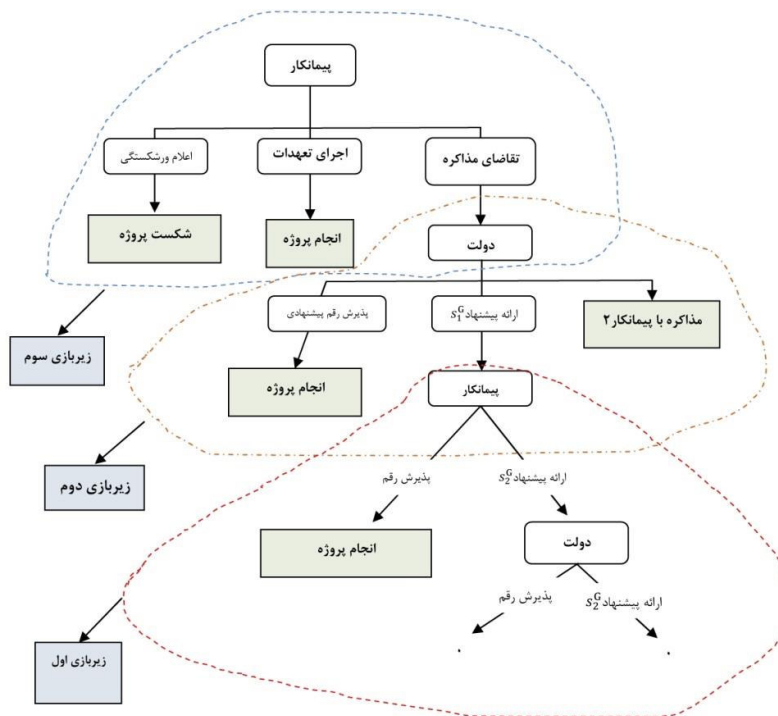 پیمانکار
تقاضای مذاکره
اجرای تعهدات
اعلام ورشکستگی
دولت
انجام پروژه
شکست پروژه
مذاکره با پیمانکار۲
ارائه پیشنهاد s₁ᴳ
پذیرش رقم پیشنهادی
زیربازی سوم
پیمانکار
انجام پروژه
ارائه پیشنهاد s₂ᴳ
پذیرش رقم
زیربازی دوم
دولت
انجام پروژه
ارائه پیشنهاد s₂ᴳ
پذیرش رقم
زیربازی اول